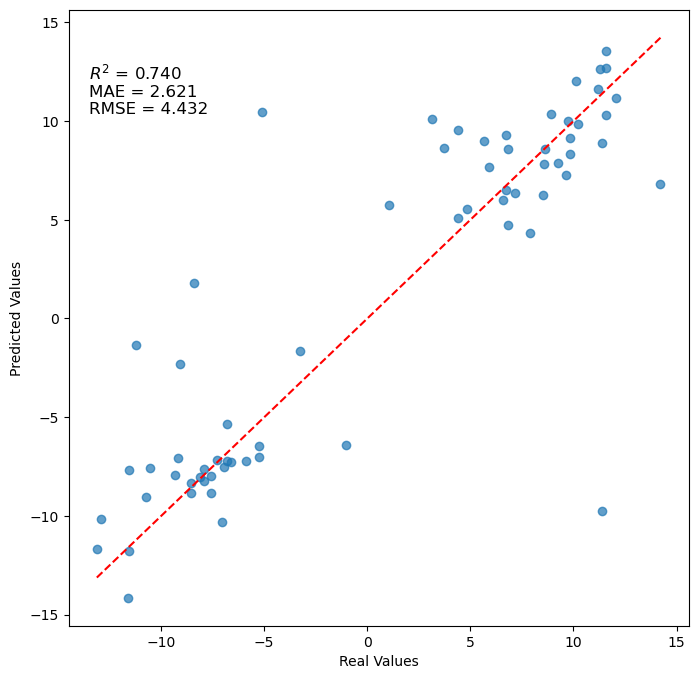 15
10
5
0
−5
−10
−15
Predicted Values
R² = 0.740
MAE = 2.621
RMSE = 4.432
−10 −5 0 5 10 15
Real Values